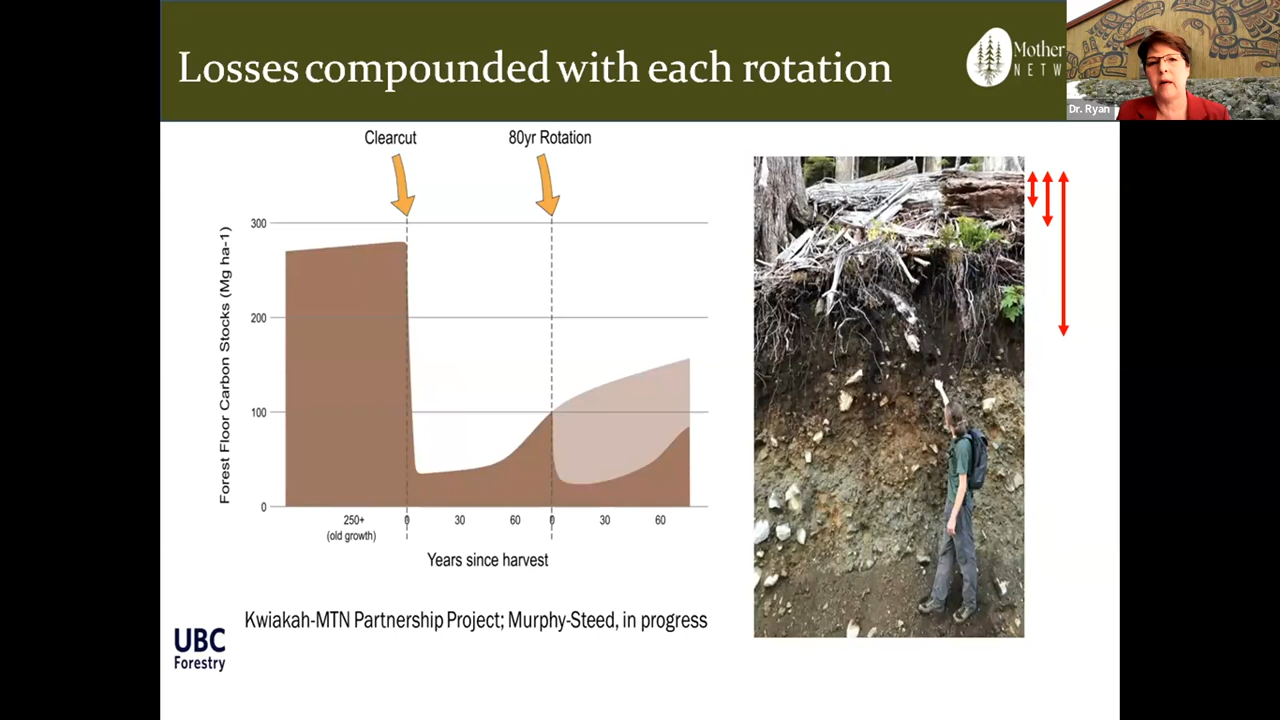 Losses compounded with each rotation
Mother
NETW
Dr. Ryan
Clearcut
80yr Rotation
Forest Floor Carbon Stocks (Mg ha-1)
300
200
100
0
250+
(old growth)
0
30
60
0
30
60
Years since harvest
Kwiakah-MTN Partnership Project; Murphy-Steed, in progress
UBC
Forestry